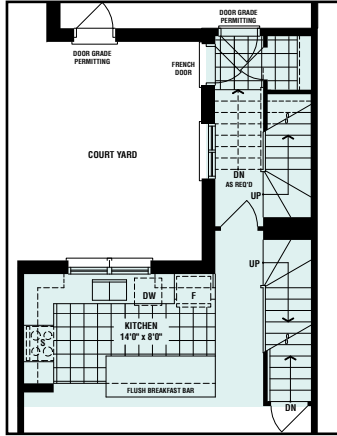 DOOR GRADE
PERMITTING
DOOR GRADE
PERMITTING
FRENCH
DOOR
COURT YARD
DN
AS REQ'D
UP
UP
DW
F
S
KITCHEN
14'0" x 8'0"
FLUSH BREAKFAST BAR
DN